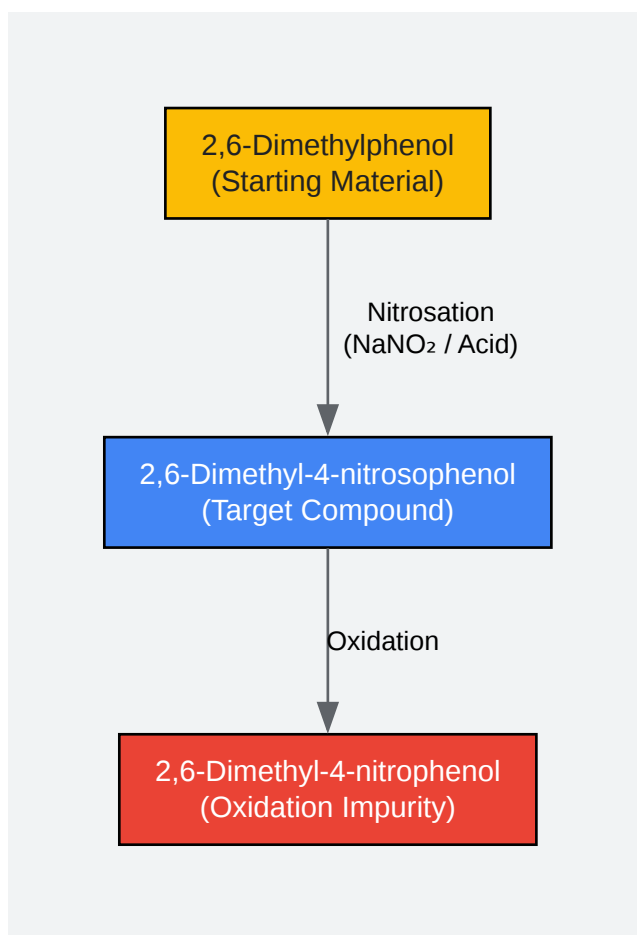 2,6-Dimethylphenol
(Starting Material)
Nitrosation
(NaNO₂ / Acid)
2,6-Dimethyl-4-nitrosophenol
(Target Compound)
Oxidation
2,6-Dimethyl-4-nitrophenol
(Oxidation Impurity)